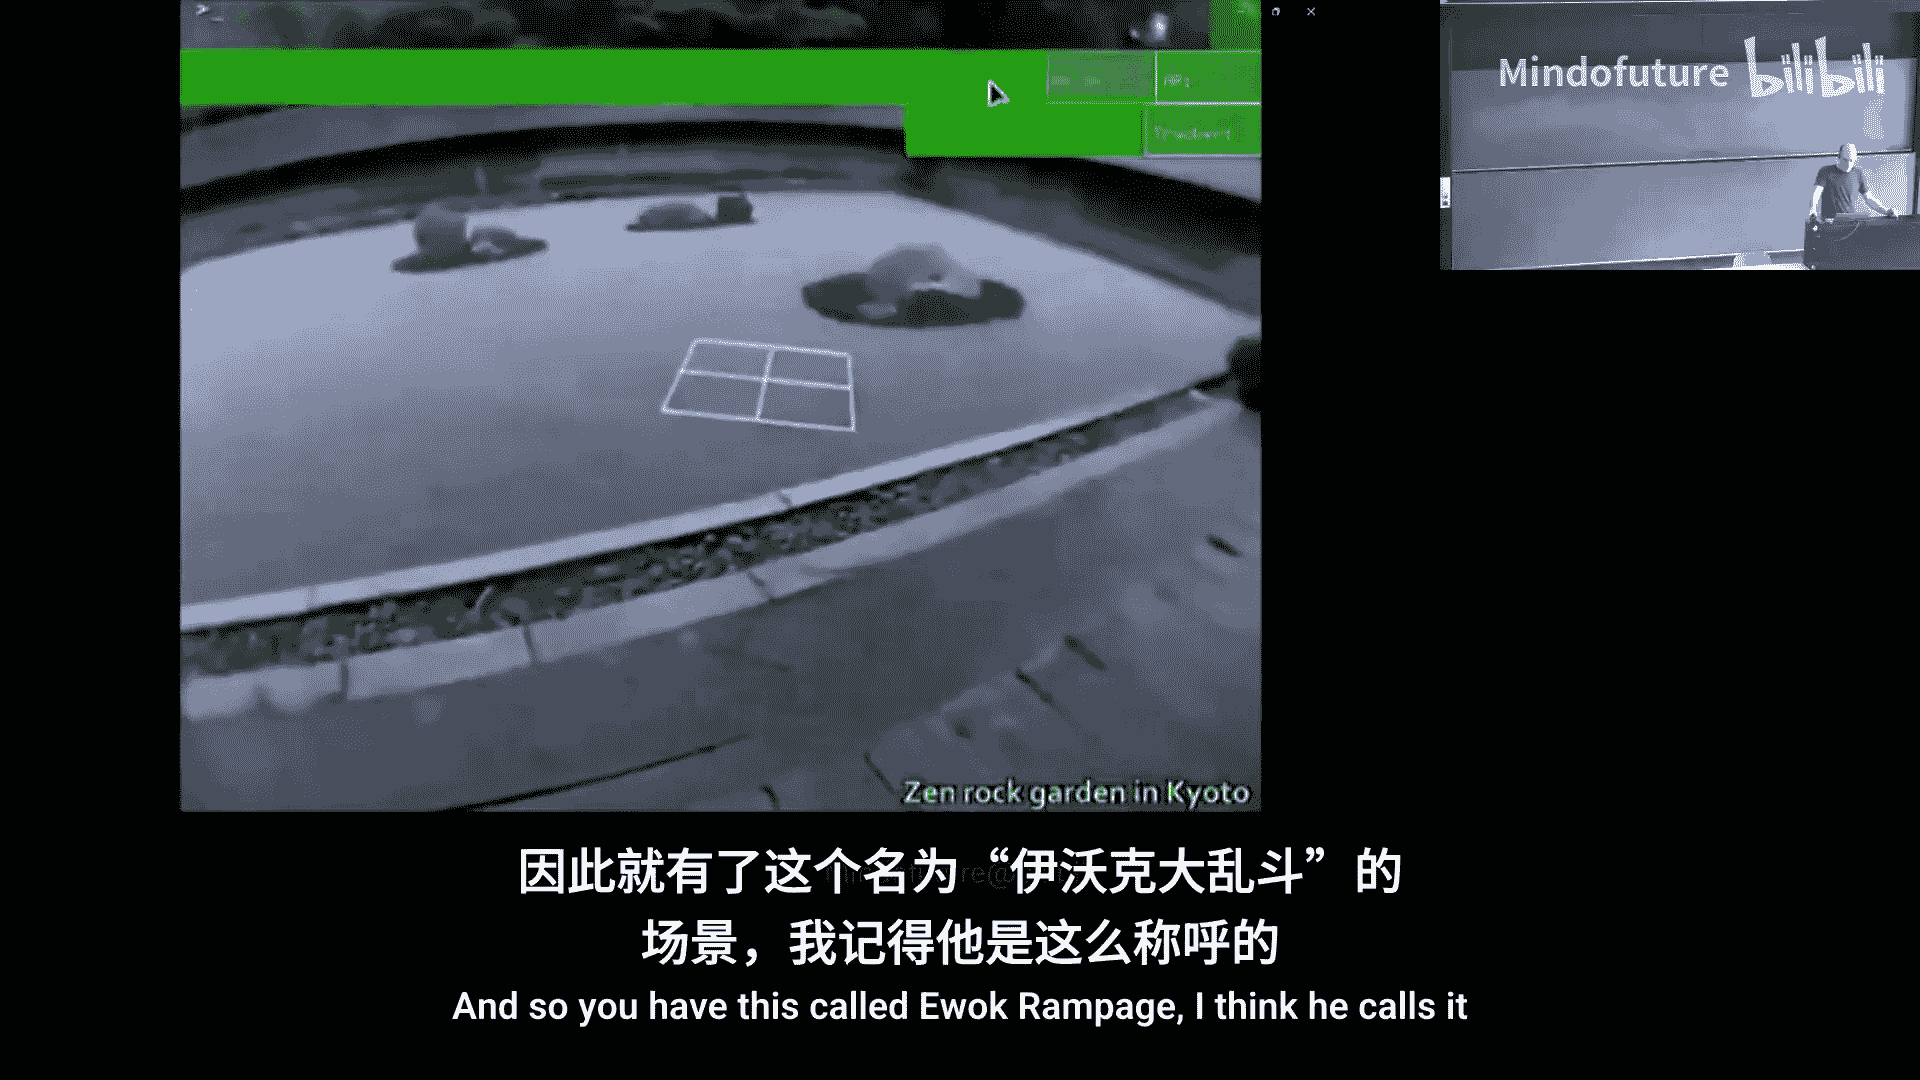 Mindofuture bilibili
Zen rock garden in Kyoto
因此就有了这个名为“伊沃克大乱斗”的
场景，我记得他是这么称呼的
And so you have this called Ewok Rampage, I think he calls it